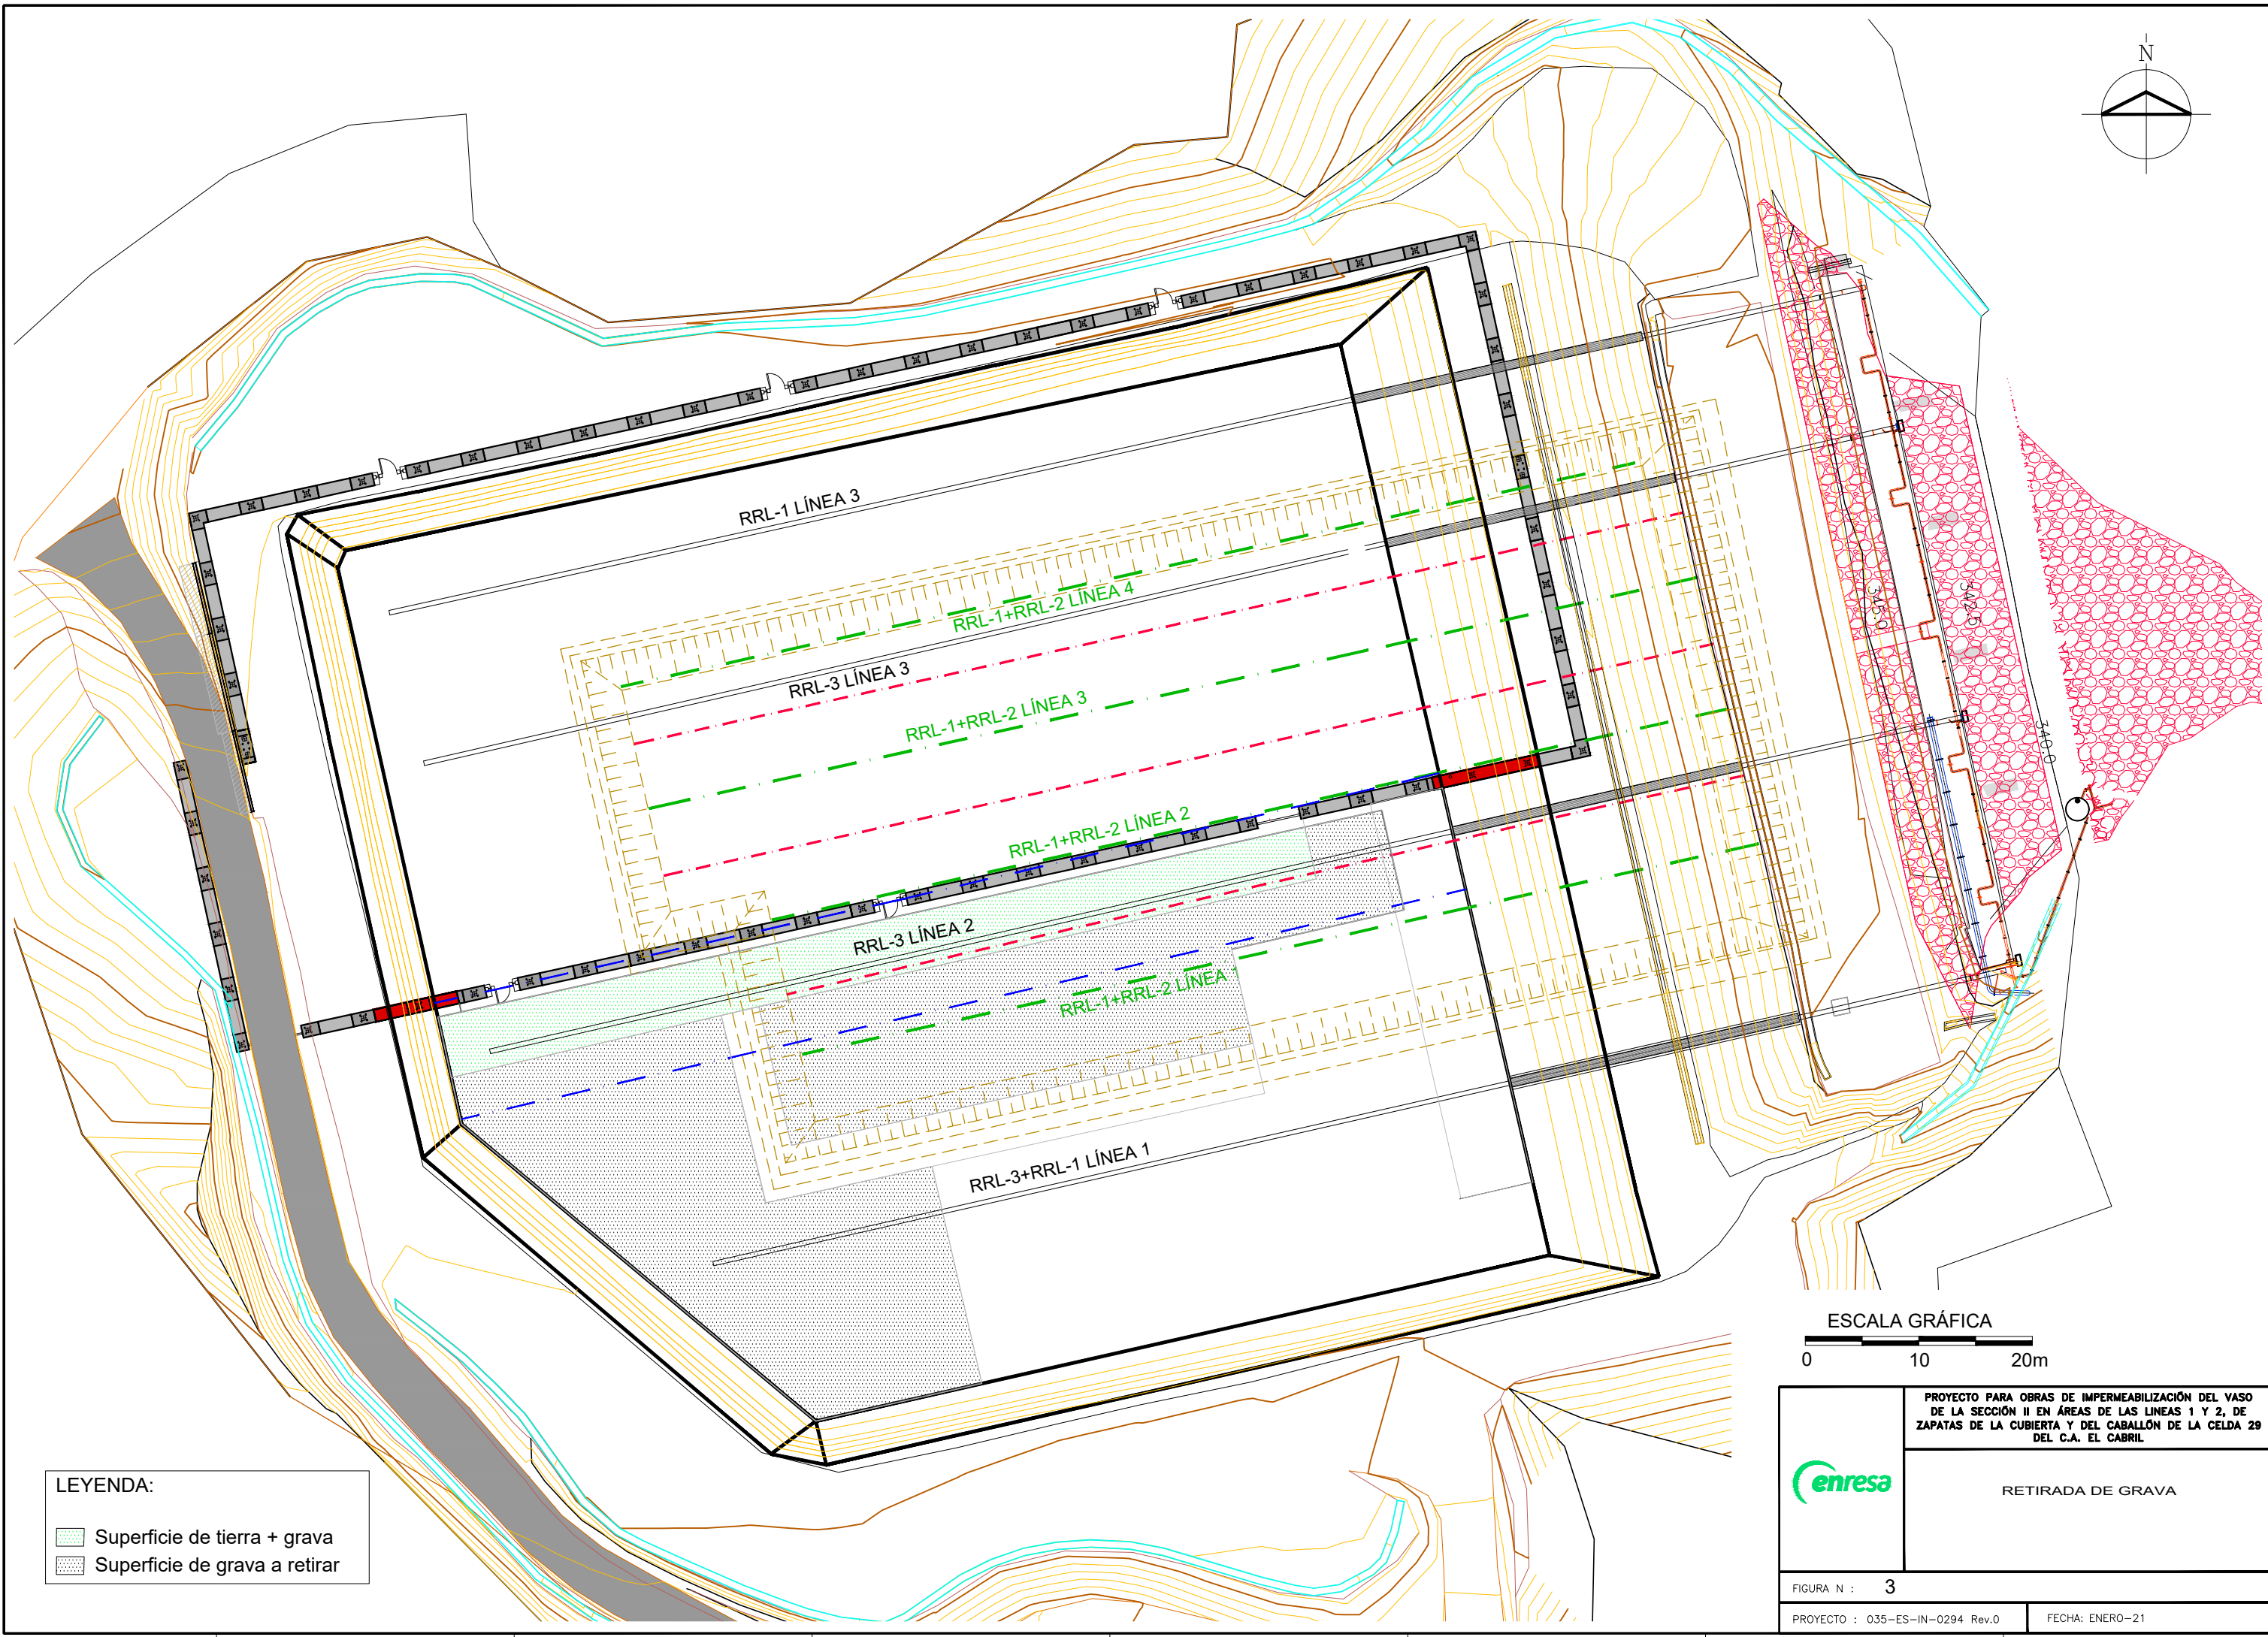 N
RRL-1 LÍNEA 3
RRL-1+RRL-2 LÍNEA 4
RRL-3 LÍNEA 3
RRL-1+RRL-2 LÍNEA 3
RRL-1+RRL-2 LÍNEA 2
RRL-3 LÍNEA 2
RRL-1+RRL-2 LÍNEA
RRL-3+RRL-1 LÍNEA 1
345.0
342.5
340.0
ESCALA GRÁFICA
0 10 20m
LEYENDA:
Superficie de tierra + grava
Superficie de grava a retirar
PROYECTO PARA OBRAS DE IMPERMEABILIZACIÓN DEL VASO
DE LA SECCIÓN II EN ÁREAS DE LAS LINEAS 1 Y 2, DE
ZAPATAS DE LA CUBIERTA Y DEL CABALLÓN DE LA CELDA 29
DEL C.A. EL CABRIL
enresa
RETIRADA DE GRAVA
FIGURA N : 3
PROYECTO : 035-ES-IN-0294 Rev.0
FECHA: ENERO-21